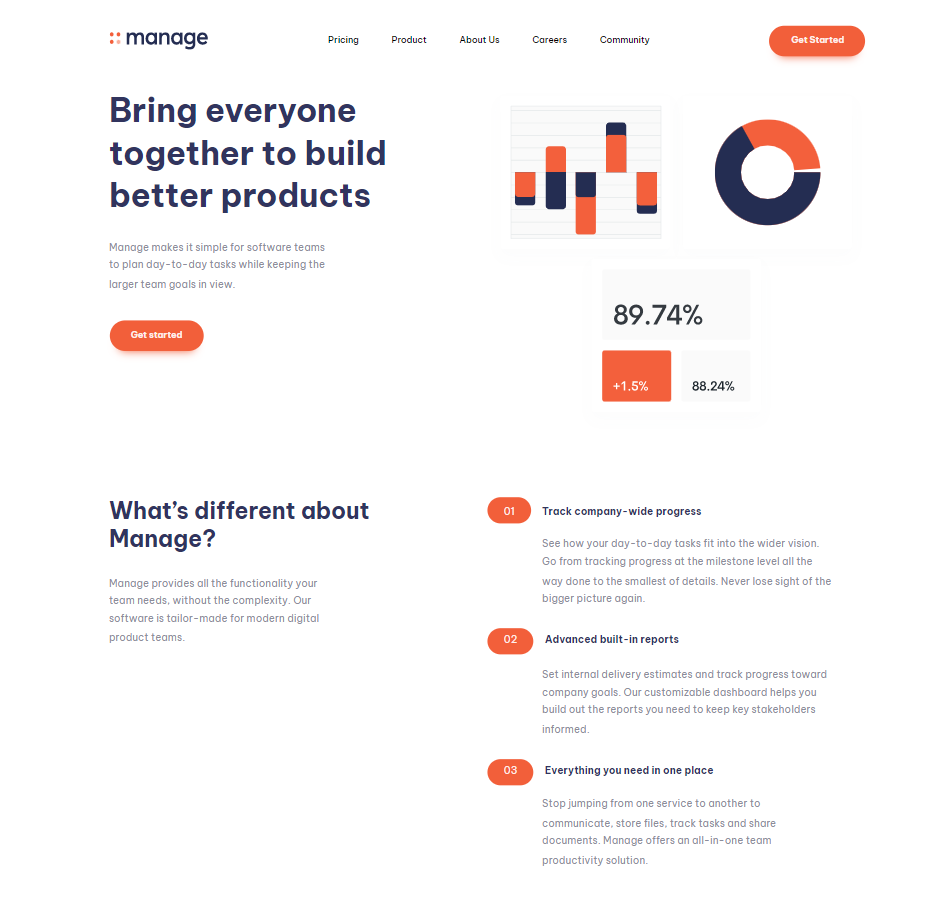 manage
Pricing
Product
About Us
Careers
Community
Get Started
Bring everyone
together to build
better products
Manage makes it simple for software teams
to plan day-to-day tasks while keeping the
larger team goals in view.
Get started
89.74%
+1.5%
88.24%
What's different about
Manage?
Manage provides all the functionality your
team needs, without the complexity. Our
software is tailor-made for modern digital
product teams.
01
Track company-wide progress
See how your day-to-day tasks fit into the wider vision.
Go from tracking progress at the milestone level all the
way done to the smallest of details. Never lose sight of the
bigger picture again.
02
Advanced built-in reports
Set internal delivery estimates and track progress toward
company goals. Our customizable dashboard helps you
build out the reports you need to keep key stakeholders
informed.
03
Everything you need in one place
Stop jumping from one service to another to
communicate, store files, track tasks and share
documents. Manage offers an all-in-one team
productivity solution.